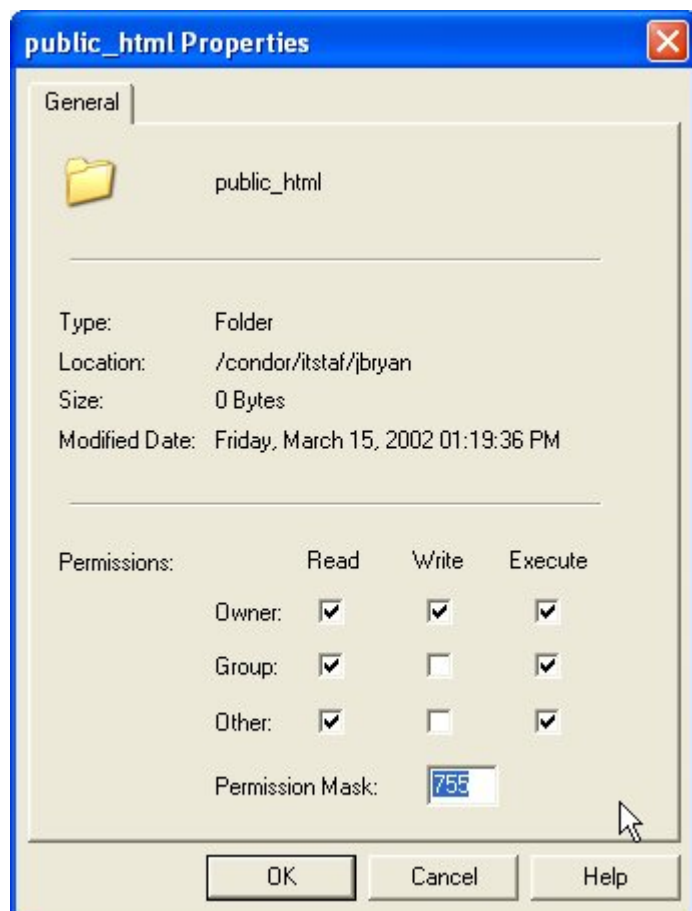 public_html Properties
General
public_html
Type: Folder
Location: /condor/itstaf/jbryan
Size: 0 Bytes
Modified Date: Friday, March 15, 2002 01:19:36 PM
Permissions: Read Write Execute
Owner:
Group:
Other:
Permission Mask: 755
OK Cancel Help